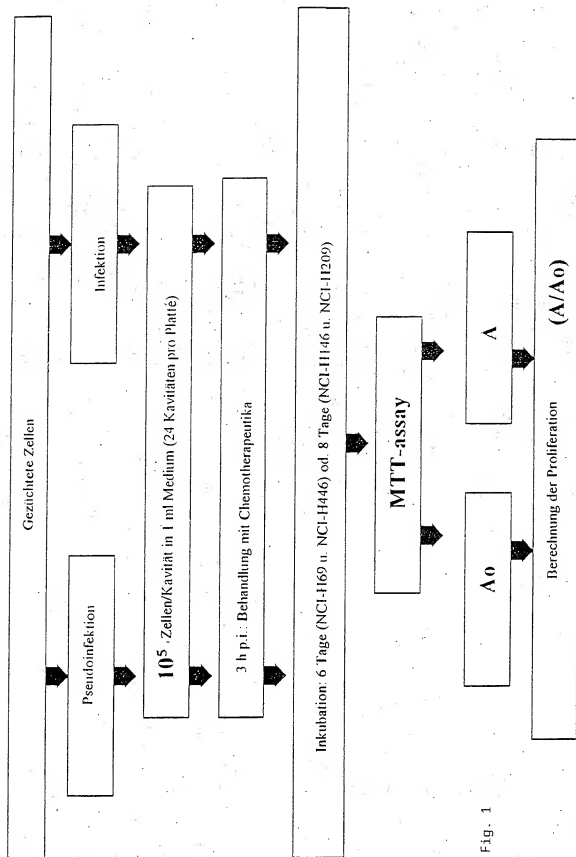 Gezüchtete Zellen
Pseudoinfektion
Infektion
10⁵ Zellen/Kavität in 1 ml Medium (24 Kavitäten pro Platte)
3 h p.i.: Behandlung mit Chemotherapeutika
Inkubation: 6 Tage (NCI-H69 u. NCI-H446) od. 8 Tage (NCI-H146 u. NCI-H209)
MTT-assay
Ao
A
Berechnung der Proliferation (A/Ao)
Fig. 1